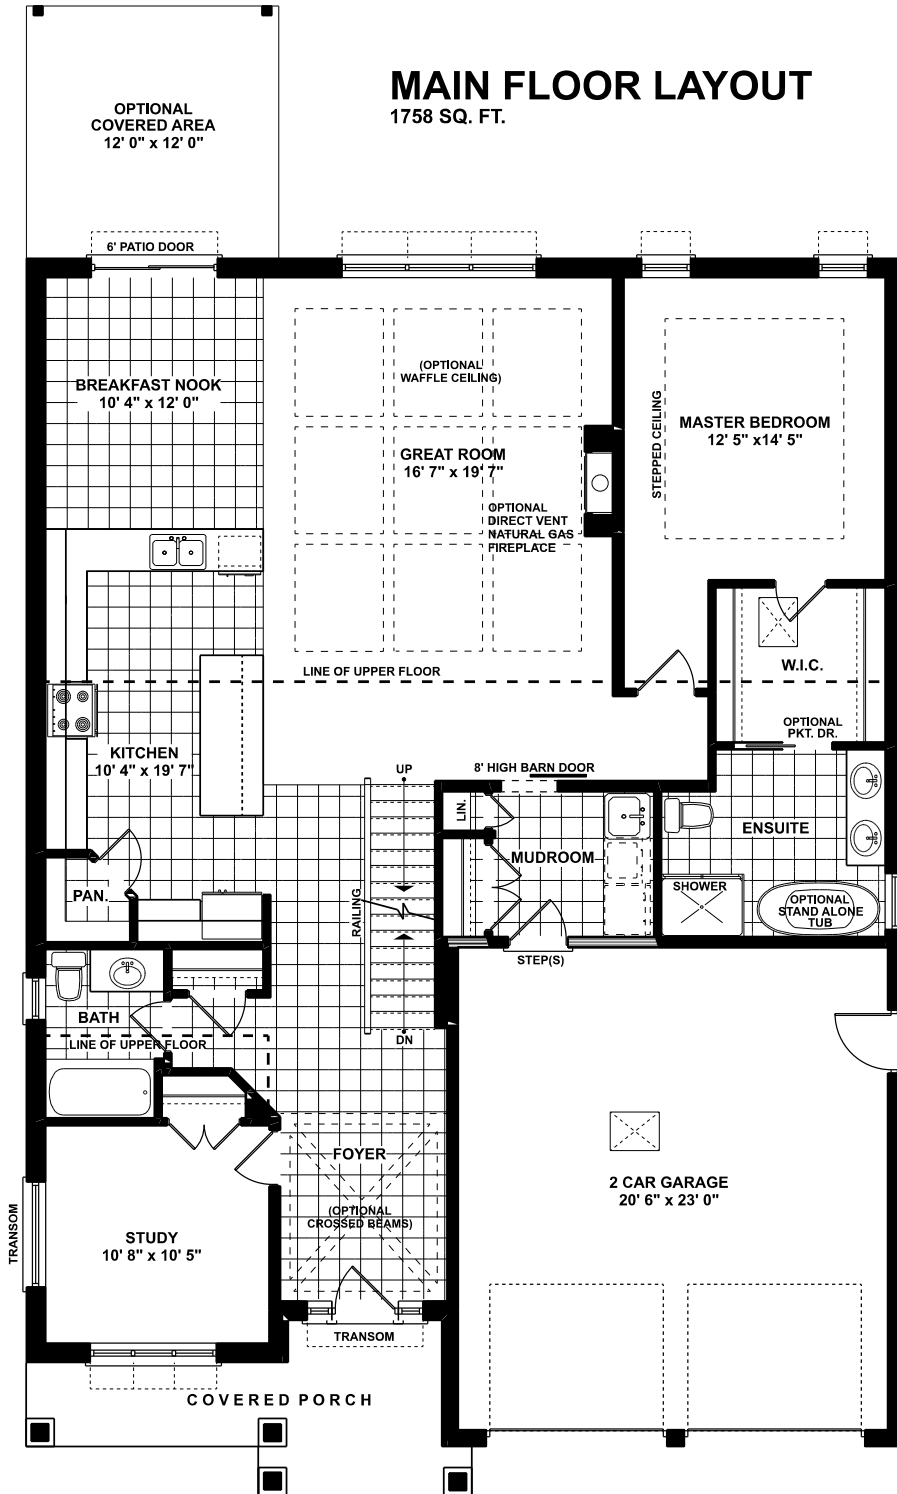 MAIN FLOOR LAYOUT
1758 SQ. FT.
OPTIONAL
COVERED AREA
12' 0" x 12' 0"
6' PATIO DOOR
BREAKFAST NOOK
10' 4" x 12' 0"
(OPTIONAL
WAFFLE CEILING)
GREAT ROOM
16' 7" x 19' 7"
OPTIONAL
DIRECT VENT
NATURAL GAS
FIREPLACE
STEPPED CEILING
MASTER BEDROOM
12' 5" x14' 5"
LINE OF UPPER FLOOR
W.I.C.
OPTIONAL
PKT. DR.
KITCHEN
10' 4" x 19' 7"
UP
8' HIGH BARN DOOR
LIN.
MUDROOM
ENSUITE
SHOWER
OPTIONAL
STAND ALONE
TUB
PAN.
RAILING
STEP(S)
BATH
LINE OF UPPER FLOOR
DN
FOYER
(OPTIONAL
CROSSED BEAMS)
2 CAR GARAGE
20' 6" x 23' 0"
TRANSOM
STUDY
10' 8" x 10' 5"
TRANSOM
COVERED PORCH